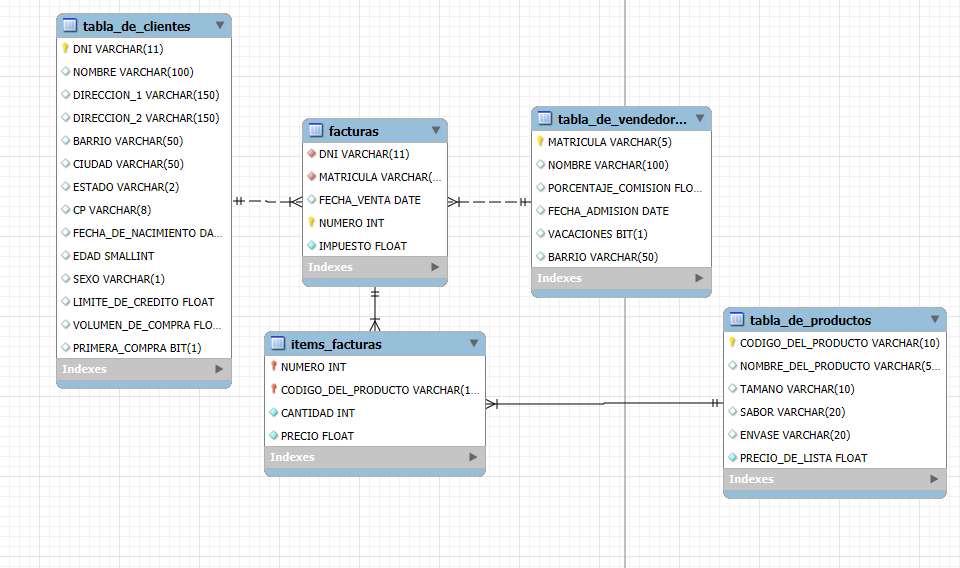 tabla_de_clientes
DNI VARCHAR(11)
NOMBRE VARCHAR(100)
DIRECCION_1 VARCHAR(150)
DIRECCION_2 VARCHAR(150)
BARRIO VARCHAR(50)
CIUDAD VARCHAR(50)
ESTADO VARCHAR(2)
CP VARCHAR(8)
FECHA_DE_NACIMIENTO DA...
EDAD SMALLINT
SEXO VARCHAR(1)
LIMITE_DE_CREDITO FLOAT
VOLUMEN_DE_COMPRA FLO...
PRIMERA_COMPRA BIT(1)
Indexes
facturas
DNI VARCHAR(11)
MATRICULA VARCHAR(...
FECHA_VENTA DATE
NUMERO INT
IMPUESTO FLOAT
Indexes
tabla_de_vendedor...
MATRICULA VARCHAR(5)
NOMBRE VARCHAR(100)
PORCENTAJE_COMISION FLO...
FECHA_ADMISION DATE
VACACIONES BIT(1)
BARRIO VARCHAR(50)
Indexes
items_facturas
NUMERO INT
CODIGO_DEL_PRODUCTO VARCHAR(1...
CANTIDAD INT
PRECIO FLOAT
Indexes
tabla_de_productos
CODIGO_DEL_PRODUCTO VARCHAR(10)
NOMBRE_DEL_PRODUCTO VARCHAR(5...
TAMANO VARCHAR(10)
SABOR VARCHAR(20)
ENVASE VARCHAR(20)
PRECIO_DE_LISTA FLOAT
Indexes